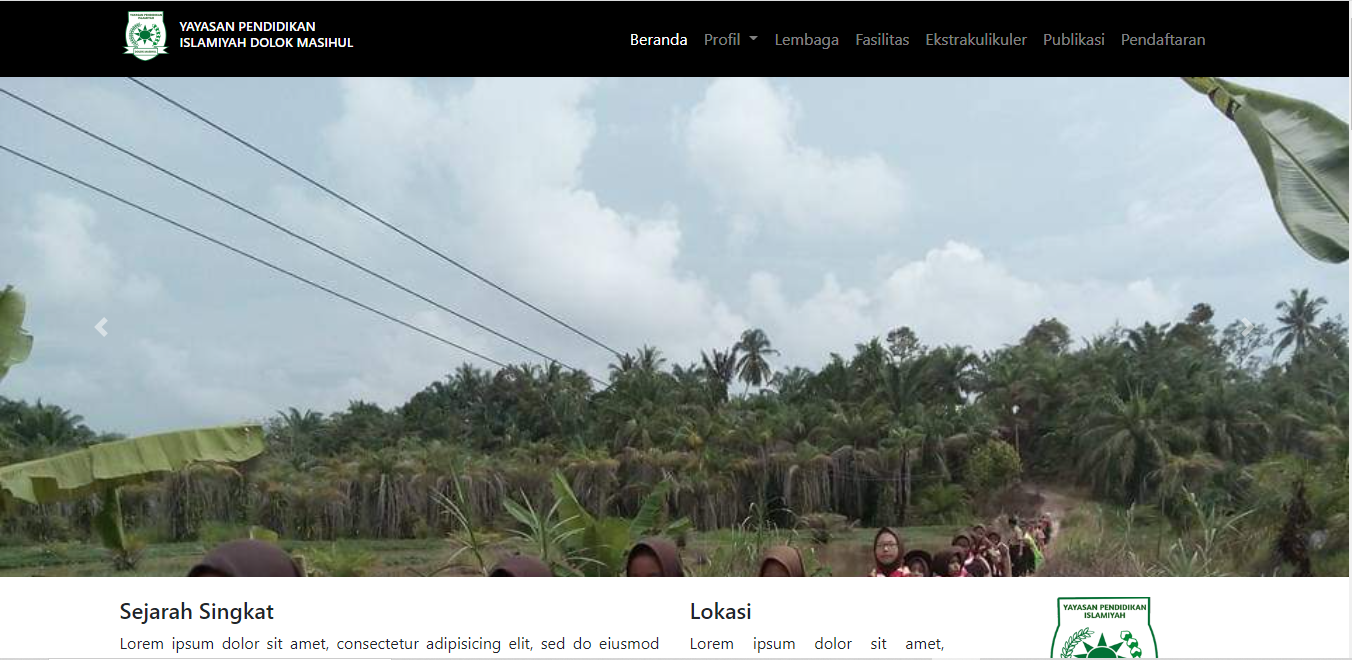 YAYASAN PENDIDIKAN
ISLAMIYAH DOLOK MASIHUL
Beranda Profil Lembaga Fasilitas Ekstrakulikuler Publikasi Pendaftaran
Sejarah Singkat
Lorem ipsum dolor sit amet, consectetur adipisicing elit, sed do eiusmod
Lokasi
Lorem ipsum dolor sit amet,
YAYASAN PENDIDIKAN
ISLAMIYAH